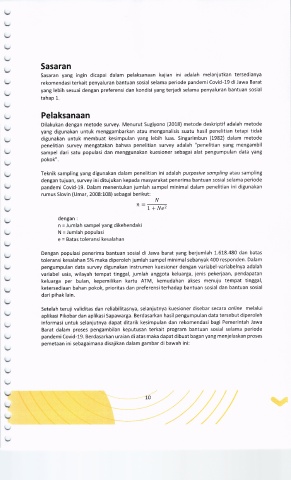 Sasaran
Sasaran yang ingin dicapai dalam pelaksanaan kajian ini adalah melanjutkan tersedianya
rekomendasi terkait penyaluran bantuan sosial selama periode pandemi Covid-19 di Jawa Barat
yang lebih sesuai dengan preferensi dan kondisi yang terjadi selama penyaluran bantuan sosial
tahap 1.
Pelaksanaan
Dilakukan dengan metode survey. Menurut Sugiyono (2018) metode deskriptif adalah metode
yang digunakan untuk menggambarkan atau menganalisis suatu hasil penelitian tetapi tidak
digunakan untuk membuat kesimpulan yang lebih luas. Singarimbun (1982) dalam metode
penelitian survey mengatakan bahwa penelitian survey adalah "penelitian yang mengambil
sampel dari satu populasi dan menggunakan kuesioner sebagai alat pengumpulan data yang
pokok".
Teknik sampling yang digunakan dalam penelitian ini adalah purposive sampling atau sampling
dengan tujuan, survey ini ditujukan kepada masyarakat penerima bantuan sosial selama periode
pandemi Covid-19. Dalam menentukan jumlah sampel minimal dalam penelitian ini digunakan
rumus Slovin (Umar, 2008:108) sebagai berikut:
n = N / 1 + Ne²
dengan :
n = Jumlah sampel yang dikehendaki
N = Jumlah populasi
e = Batas toleransi kesalahan
Dengan populasi penerima bantuan sosial di Jawa barat yang berjumlah 1.618.480 dan batas
toleransi kesalahan 5% maka diperoleh jumlah sampel minimal sebanyak 400 responden. Dalam
pengumpulan data survey digunakan instrumen kuesioner dengan variabel-variabelnya adalah
variabel usia, wilayah tempat tinggal, jumlah anggota keluarga, jenis pekerjaan, pendapatan
keluarga per bulan, kepemilikan kartu ATM, kemudahan akses menuju tempat tinggal,
ketersediaan bahan pokok, prioritas dan preferensi terhadap bantuan sosial dan bantuan sosial
dari pihak lain.
Setelah teruji validitas dan reliabilitasnya, selanjutnya kuesioner disebar secara online melalui
aplikasi Pikobar dan aplikasi Sapawarga. Berdasarkan hasil pengumpulan data tersebut diperoleh
informasi untuk selanjutnya dapat ditarik kesimpulan dan rekomendasi bagi Pemerintah Jawa
Barat dalam proses pengambilan keputusan terkait program bantuan sosial selama periode
pandemi Covid-19. Berdasarkan uraian di atas maka dapat dibuat bagan yang menjelaskan proses
pemetaan ini sebagaimana disajikan dalam gambar di bawah ini:
10